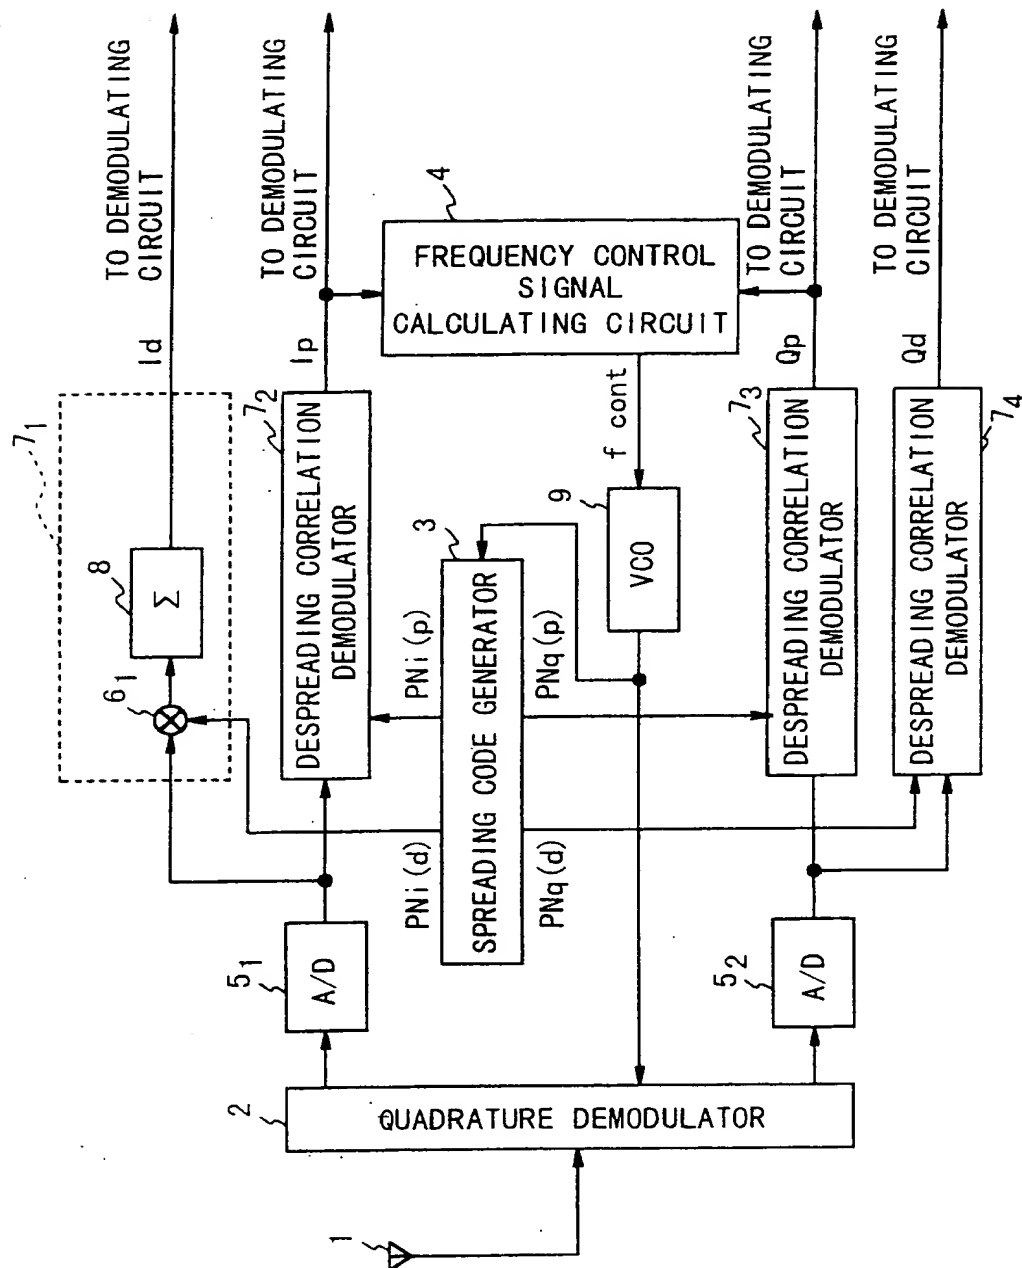 TO DEMODULATING
CIRCUIT
TO DEMODULATING
CIRCUIT
TO DEMODULATING
CIRCUIT
TO DEMODULATING
CIRCUIT
Id
Ip
Qp
Qd
4
FREQUENCY CONTROL
SIGNAL
CALCULATING CIRCUIT
f cont
7₁
8
Σ
6₁
7₂
DESPREADING CORRELATION
DEMODULATOR
9
VCO
3
SPREADING CODE GENERATOR
PNi(p)
PNq(p)
PNi(d)
PNq(d)
7₃
DESPREADING CORRELATION
DEMODULATOR
7₄
DESPREADING CORRELATION
DEMODULATOR
5₁
A/D
5₂
A/D
2
QUADRATURE DEMODULATOR
1